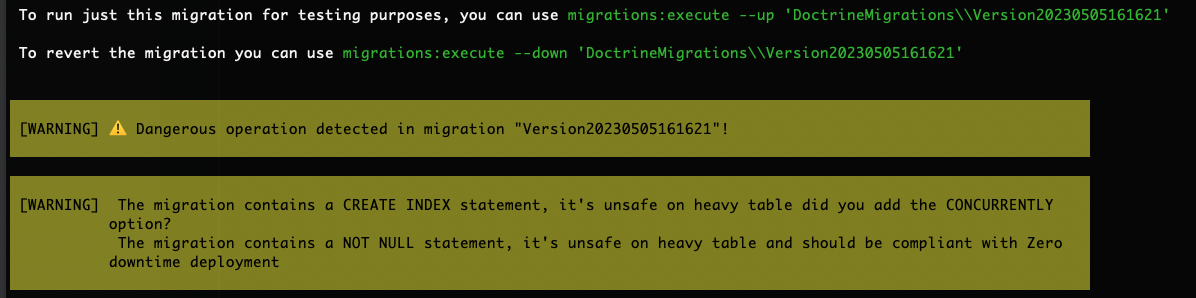 To run just this migration for testing purposes, you can use migrations:execute --up 'DoctrineMigrations\\Version20230505161621'
To revert the migration you can use migrations:execute --down 'DoctrineMigrations\\Version20230505161621'
[WARNING] ⚠️ Dangerous operation detected in migration "Version20230505161621"!
[WARNING]  The migration contains a CREATE INDEX statement, it's unsafe on heavy table did you add the CONCURRENTLY
option?
The migration contains a NOT NULL statement, it's unsafe on heavy table and should be compliant with Zero
downtime deployment